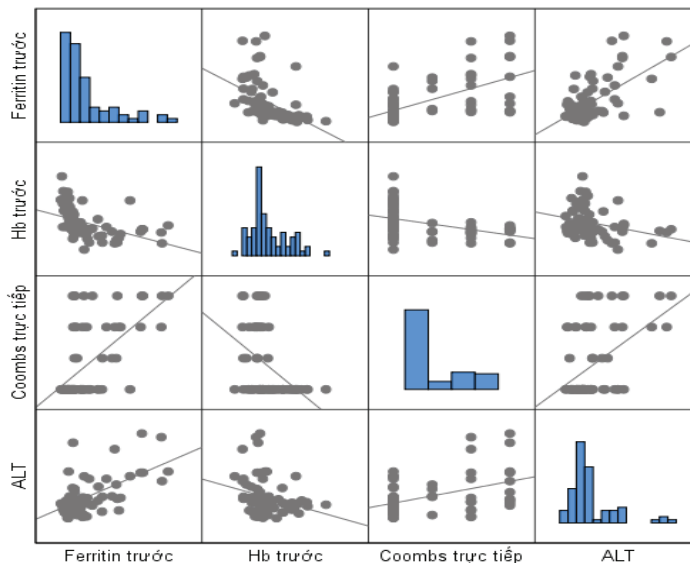 Ferritin trước
Hb trước
Coombs trực tiếp
ALT
Ferritin trước
Hb trước
Coombs trực tiếp
ALT